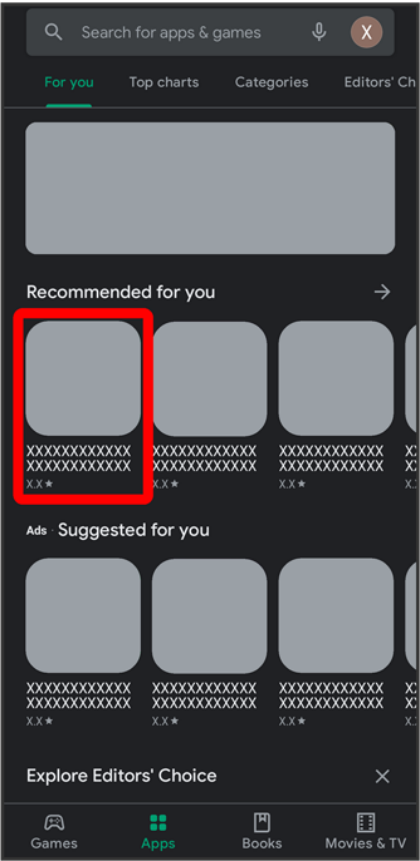 Search for apps & games
X
For you Top charts Categories Editors' Ch
Recommended for you
XXXXXXXXXXXX XXXXXXXXXXXX XXXXXXXXXXXX X
XXXXXXXXXXXX XXXXXXXXXXXX XXXXXXXXXXXX X
X.X★ X.X★ X.X★ X.
Ads · Suggested for you
XXXXXXXXXXXX XXXXXXXXXXXX XXXXXXXXXXXX X
XXXXXXXXXXXX XXXXXXXXXXXX XXXXXXXXXXXX X
X.X★ X.X★ X.X★ X.
Explore Editors' Choice
Games Apps Books Movies & TV